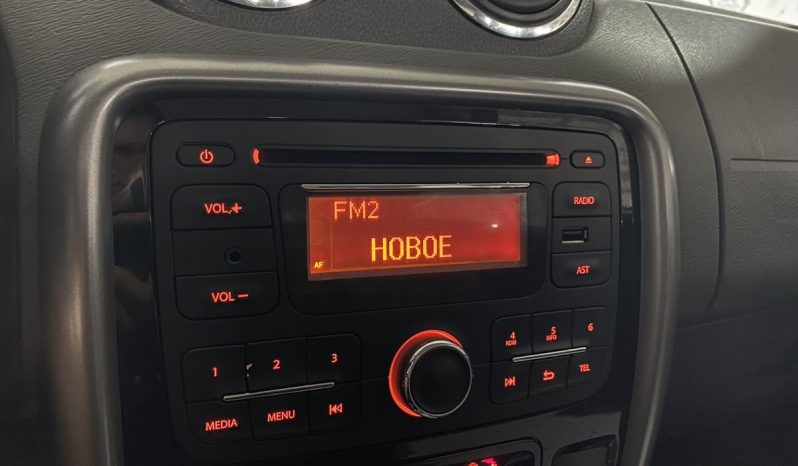 VOL +
FM2
НОВОЕ
AF
RADIO
AST
VOL –
1
2
3
MEDIA
MENU
4
RDM
5
INFO
6
TEL